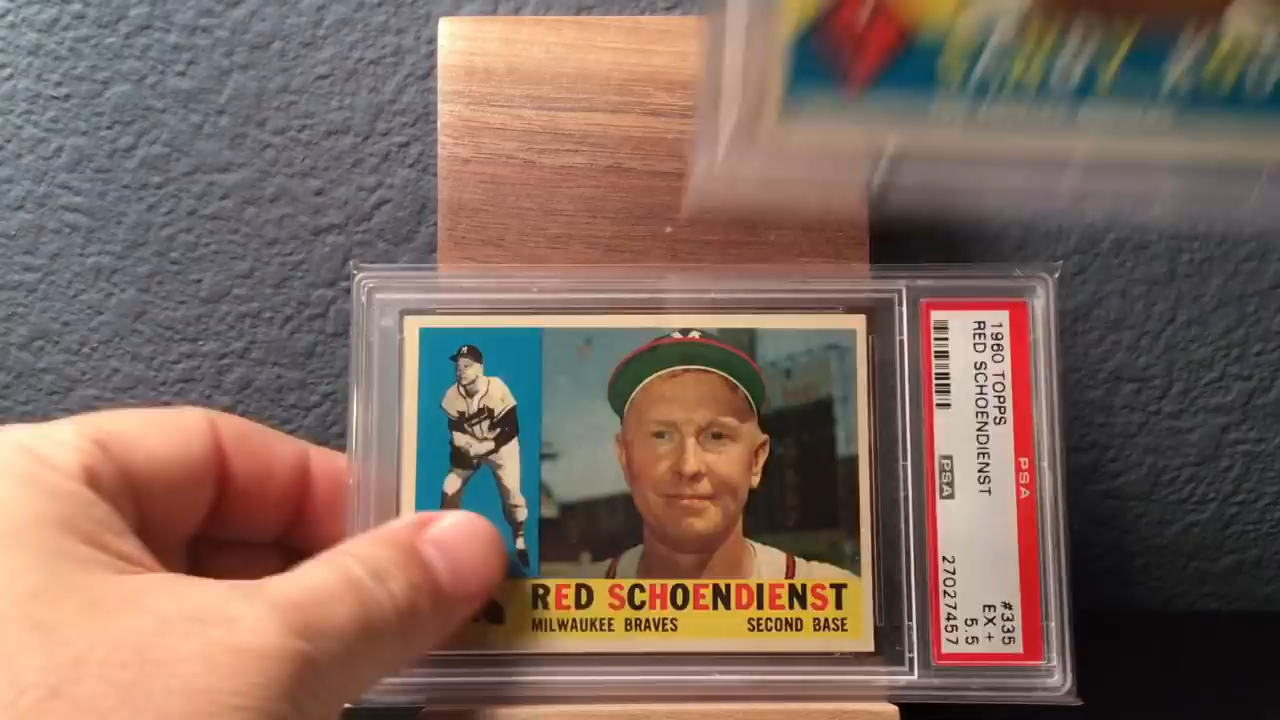 RED SCHOENDIENST
MILWAUKEE BRAVES SECOND BASE
1960 TOPPS #335
RED SCHOENDIENST EX +
PSA 5.5
27027457
PSA
M